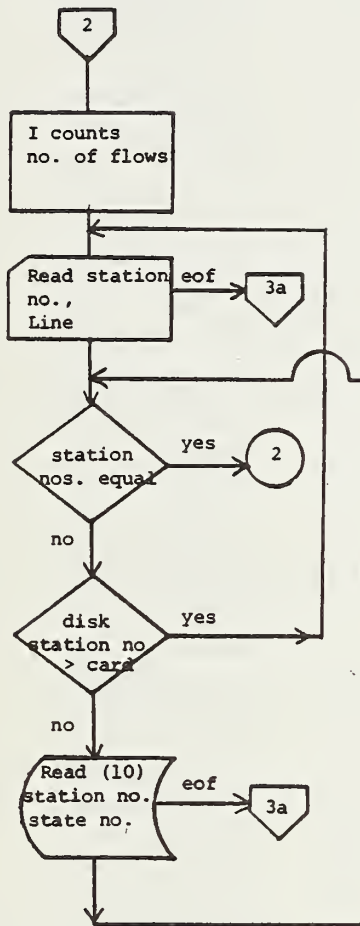 2
I counts
no. of flows
Read station
no.,
Line
eof
3a
station
nos. equal
yes
2
no
disk
station no
> card
yes
no
Read (10)
station no.
state no.
eof
3a